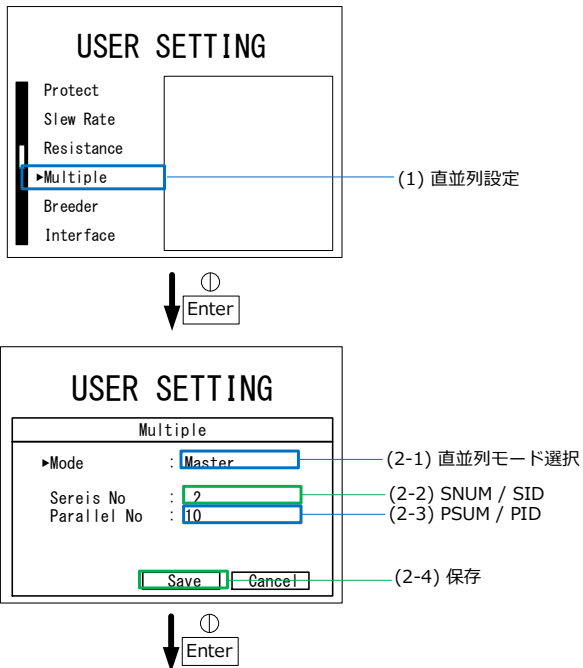 USER SETTING
Protect
Slew Rate
Resistance
▶Multiple
(1) 直並列設定
Breeder
Interface
Enter
USER SETTING
Multiple
▶Mode : Master
(2-1) 直並列モード選択
Sereis No : 2
(2-2) SNUM / SID
Parallel No : 10
(2-3) PSUM / PID
Save Cancel
(2-4) 保存
Enter